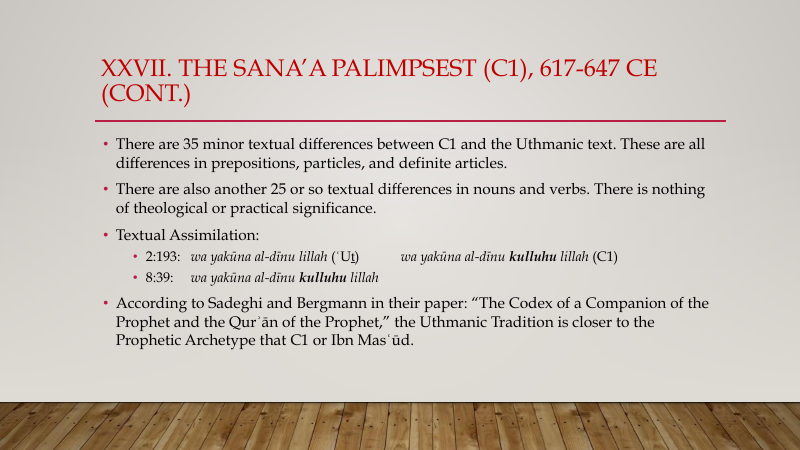 XXVII. THE SANA’A PALIMPSEST (C1), 617-647 CE
(CONT.)
• There are 35 minor textual differences between C1 and the Uthmanic text. These are all
differences in prepositions, particles, and definite articles.
• There are also another 25 or so textual differences in nouns and verbs. There is nothing
of theological or practical significance.
• Textual Assimilation:
• 2:193: wa yakūna al-dīnu lillah (ʿUṯ) wa yakūna al-dīnu kulluhu lillah (C1)
• 8:39: wa yakūna al-dīnu kulluhu lillah
• According to Sadeghi and Bergmann in their paper: “The Codex of a Companion of the
Prophet and the Qurʾān of the Prophet,” the Uthmanic Tradition is closer to the
Prophetic Archetype that C1 or Ibn Masʿūd.